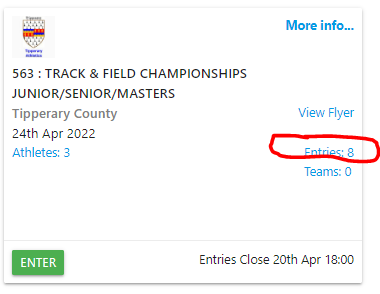 Tipperary
Athletics
More info...
563 : TRACK & FIELD CHAMPIONSHIPS
JUNIOR/SENIOR/MASTERS
Tipperary County
View Flyer
24th Apr 2022
Athletes: 3
Entries: 8
Teams: 0
ENTER
Entries Close 20th Apr 18:00